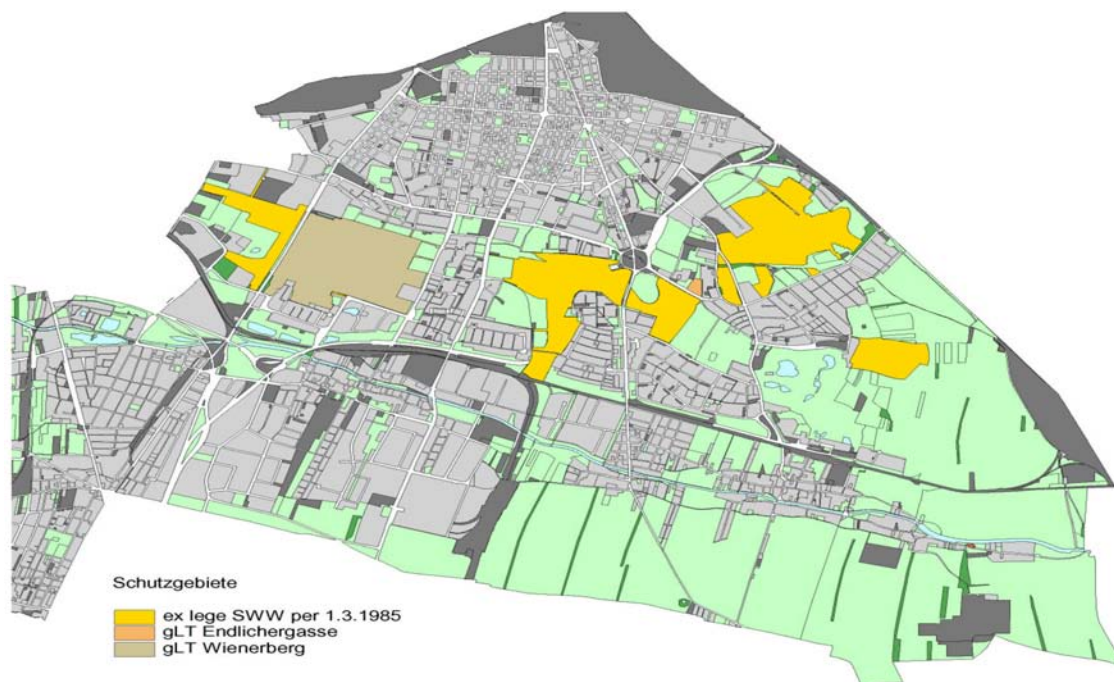 Schutzgebiete
ex lege SWW per 1.3.1985
gLT Endlichergasse
gLT Wienerberg